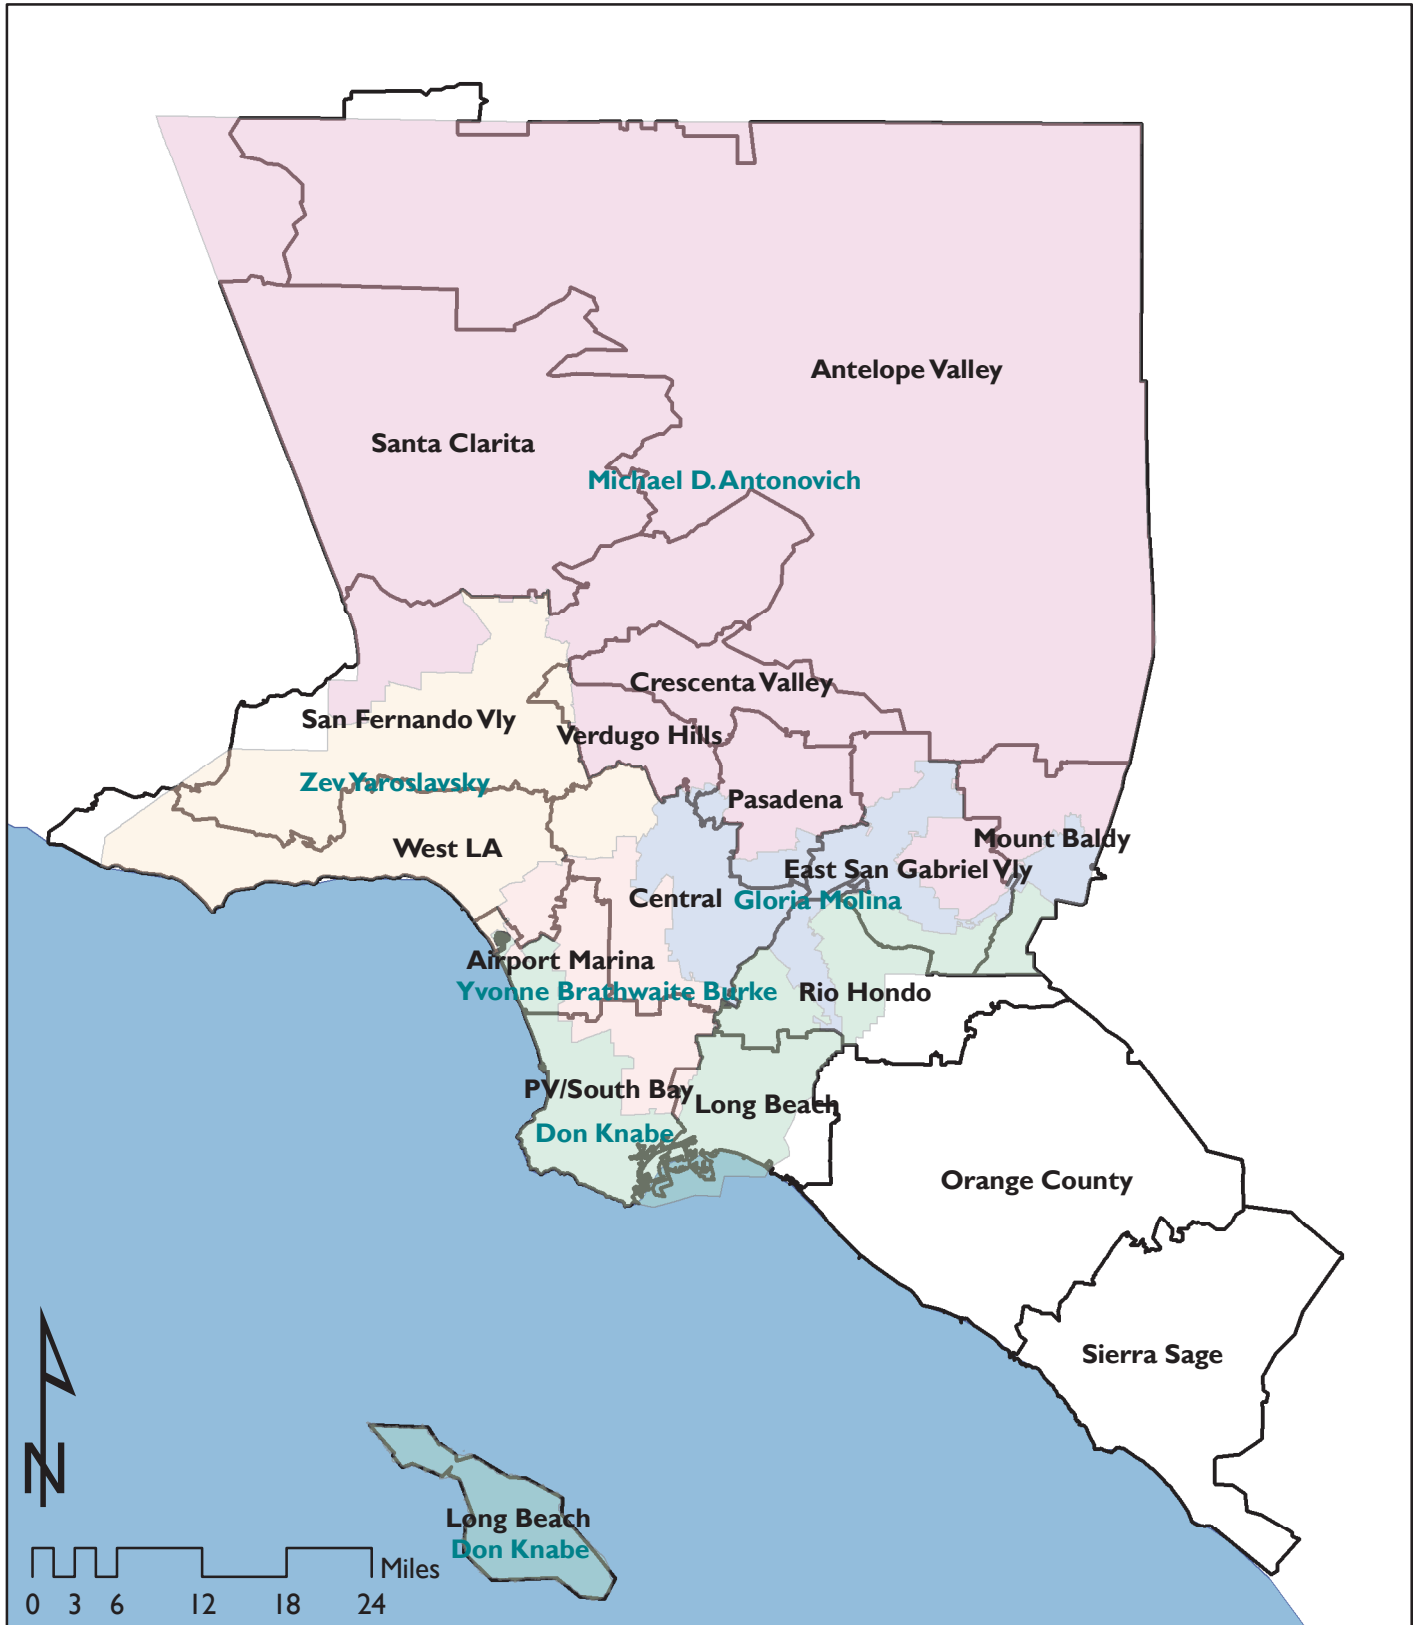 Antelope Valley
Santa Clarita
Michael D. Antonovich
Crescenta Valley
San Fernando Vly
Verdugo Hills
Zev Yaroslavsky
Pasadena
West LA
Mount Baldy
East San Gabriel Vly
Central
Gloria Molina
Airport Marina
Yvonne Brathwaite Burke
Rio Hondo
PV/South Bay
Long Beach
Don Knabe
Orange County
Sierra Sage
N
Long Beach
Don Knabe
Miles
0 3 6 12 18 24